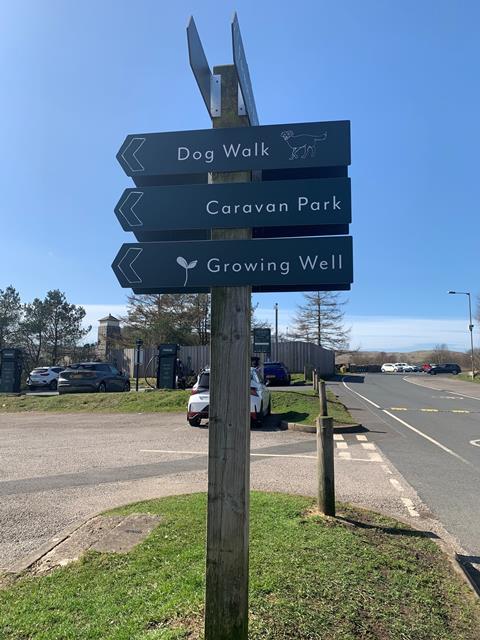 Dog Walk
Caravan Park
Growing Well